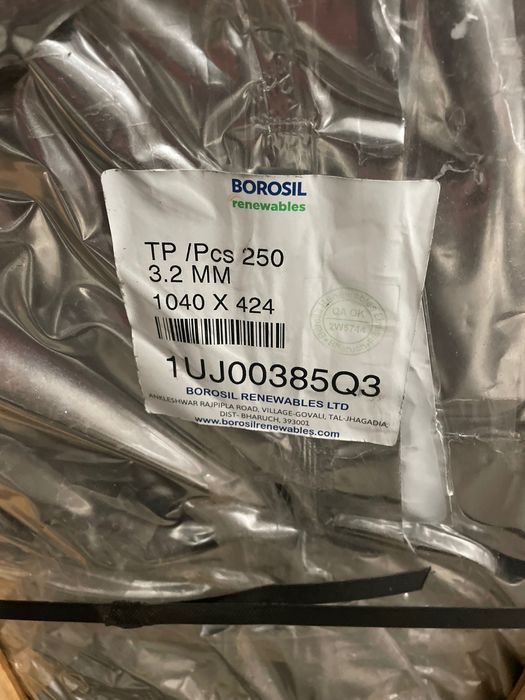 BOROSIL
renewables
TP /Pcs 250
3.2 MM
1040 X 424
QA OK
2W5744
1UJ00385Q3
BOROSIL RENEWABLES LTD
ANKLESHWAR RAJPIPLA ROAD, VILLAGE-GOVALI, TAL-JHAGADIA,
DIST- BHARUCH, 393001
www.borosilrenewables.com